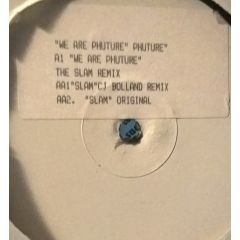 "WE ARE PHUTURE" PHUTURE"
A1 "WE ARE PHUTURE"
THE SLAM REMIX
AA1"SLAM"CJ BOLLAND REMIX
AA2. "SLAM" ORIGINAL